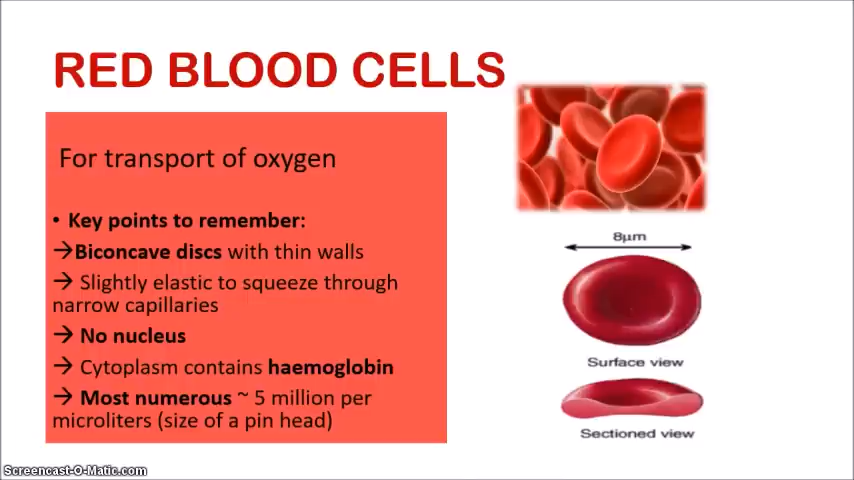 RED BLOOD CELLS
For transport of oxygen
• Key points to remember:
→Biconcave discs with thin walls
→ Slightly elastic to squeeze through
narrow capillaries
→ No nucleus
→ Cytoplasm contains haemoglobin
→ Most numerous ~ 5 million per
microliters (size of a pin head)
8μm
Surface view
Sectioned view
Screencast-O-Matic.com